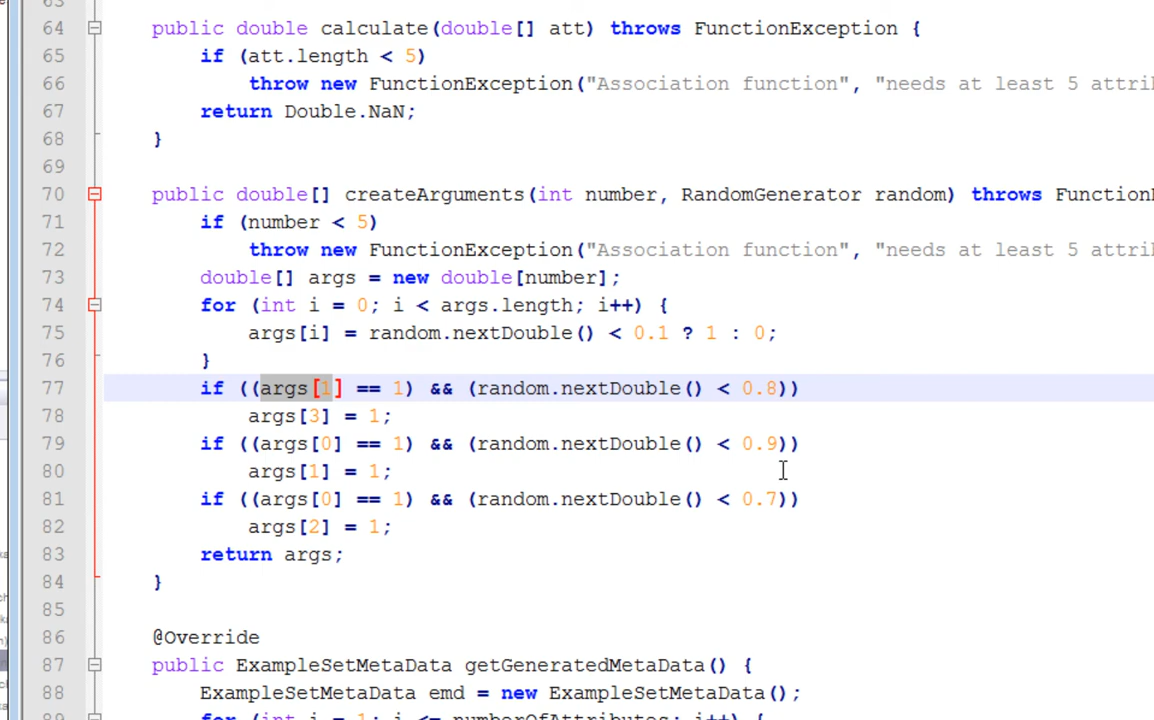 63
64 public double calculate(double[] att) throws FunctionException {
65 if (att.length < 5)
66 throw new FunctionException("Association function", "needs at least 5 attri
67 return Double.NaN;
68 }
69
70 public double[] createArguments(int number, RandomGenerator random) throws Function
71 if (number < 5)
72 throw new FunctionException("Association function", "needs at least 5 attri
73 double[] args = new double[number];
74 for (int i = 0; i < args.length; i++) {
75 args[i] = random.nextDouble() < 0.1 ? 1 : 0;
76 }
77 if ((args[1] == 1) && (random.nextDouble() < 0.8))
78 args[3] = 1;
79 if ((args[0] == 1) && (random.nextDouble() < 0.9))
80 args[1] = 1;
81 if ((args[0] == 1) && (random.nextDouble() < 0.7))
82 args[2] = 1;
83 return args;
84 }
85
86 @Override
87 public ExampleSetMetaData getGeneratedMetaData() {
88 ExampleSetMetaData emd = new ExampleSetMetaData();
89 for (int i = 1; i <= numberOfAttributes; i++) {